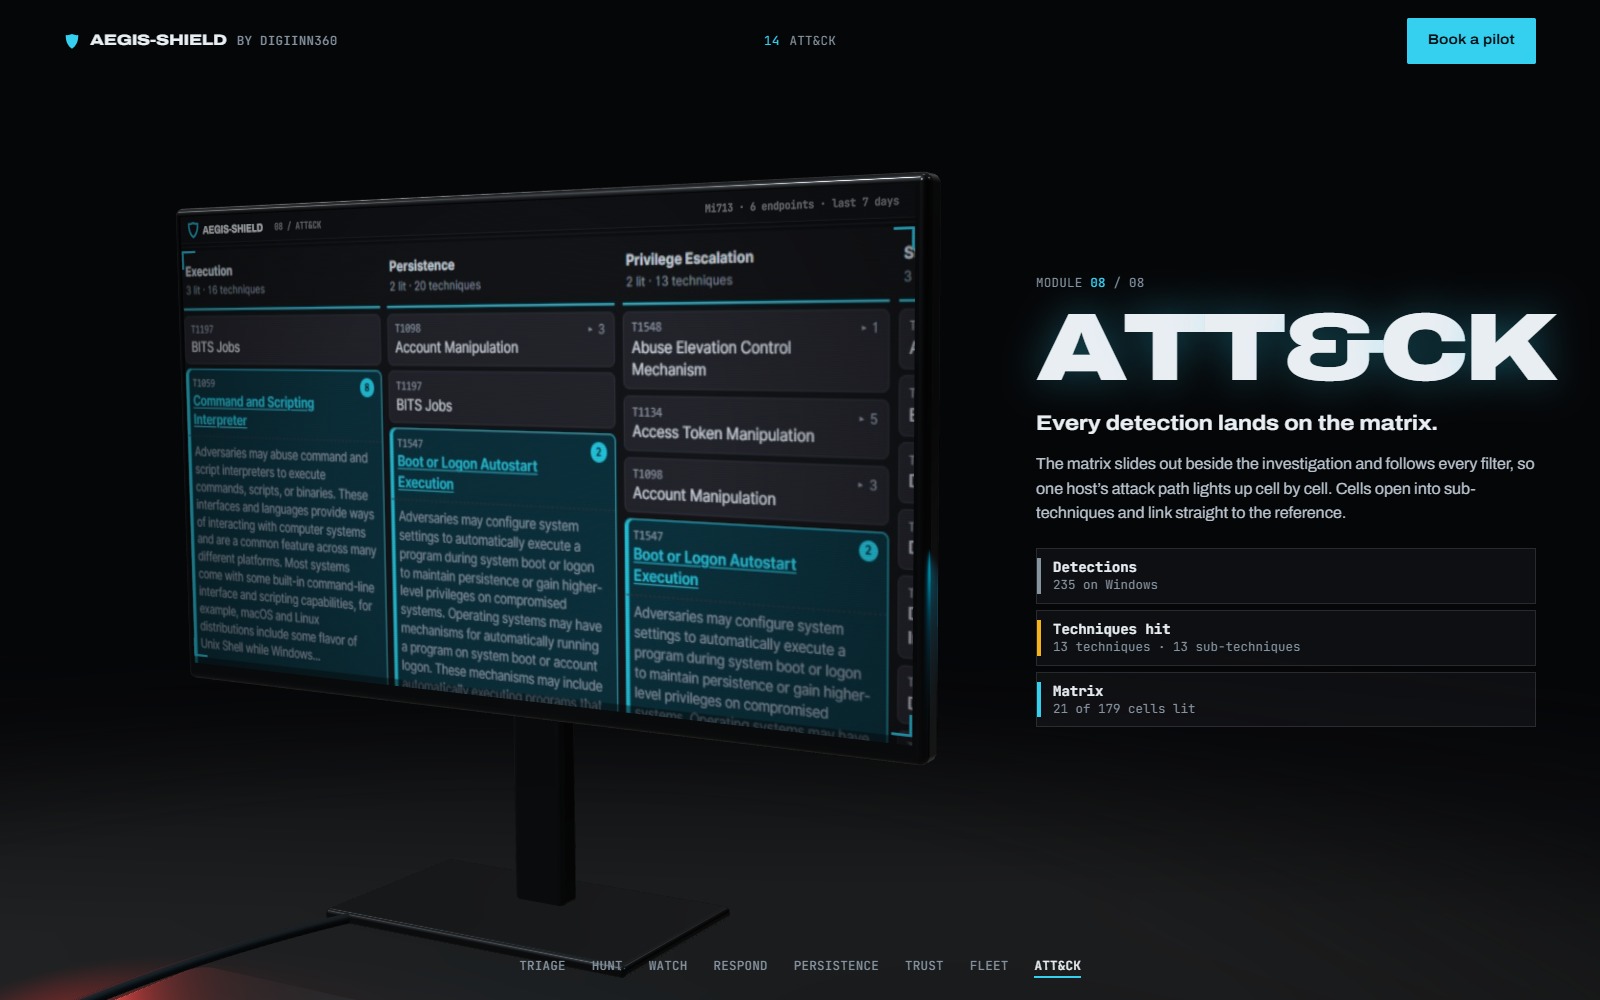 AEGIS-SHIELD BY DIGIINN360
14 ATT&CK
Book a pilot
AEGIS-SHIELD 08 / ATT&CK
Mi713 · 6 endpoints · last 7 days
Execution
3 lit · 16 techniques
T1197
BITS Jobs
T1059
8
Command and Scripting
Interpreter
Adversaries may abuse command and
script interpreters to execute
commands, scripts, or binaries. These
interfaces and languages provide ways
of interacting with computer systems
and are a common feature across many
different platforms. Most systems
come with some built-in command-line
interface and scripting capabilities, for
example, macOS and Linux
distributions include some flavor of
Unix Shell while Windows...
Persistence
2 lit · 20 techniques
T1098
▸ 3
Account Manipulation
T1197
BITS Jobs
T1547
2
Boot or Logon Autostart
Execution
Adversaries may configure system
settings to automatically execute a
program during system boot or logon
to maintain persistence or gain higher-
level privileges on compromised
systems. Operating systems may have
mechanisms for automatically running
a program on system boot or account
logon. These mechanisms may include
automatically executing programs that
Privilege Escalation
2 lit · 13 techniques
T1548
▸ 1
Abuse Elevation Control
Mechanism
T1134
▸ 5
Access Token Manipulation
T1098
▸ 3
Account Manipulation
T1547
2
Boot or Logon Autostart
Execution
Adversaries may configure system
settings to automatically execute a
program during system boot or logon
to maintain persistence or gain higher-
level privileges on compromised
systems. Operating systems may have
MODULE 08 / 08
ATT&CK
Every detection lands on the matrix.
The matrix slides out beside the investigation and follows every filter, so
one host’s attack path lights up cell by cell. Cells open into sub-
techniques and link straight to the reference.
Detections
235 on Windows
Techniques hit
13 techniques · 13 sub-techniques
Matrix
21 of 179 cells lit
TRIAGE HUNT WATCH RESPOND PERSISTENCE TRUST FLEET ATT&CK